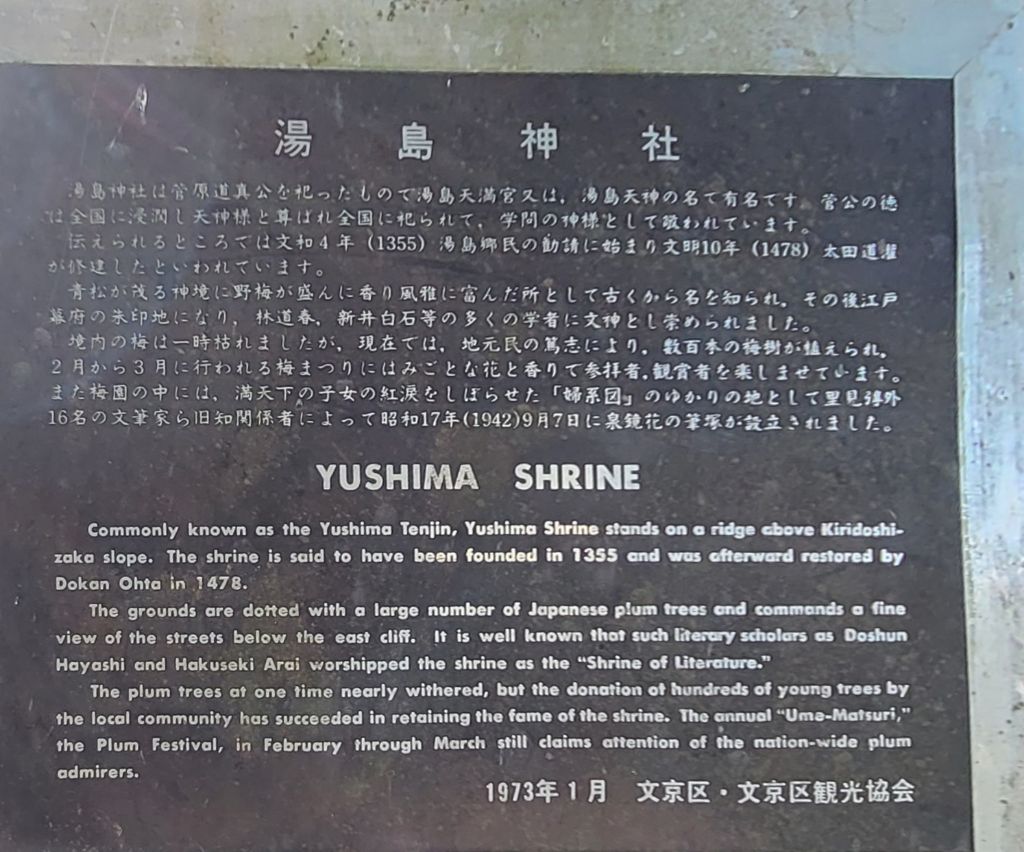 湯島神社
湯島神社は菅原道真公を祀ったもので湯島天満宮又は，湯島天神の名で有名です。菅公の徳
は全国に浸潤し天神様と尊ばれ全国に祀られて，学問の神様として敬われています。
伝えられるところでは文和4年（1355）湯島郷民の勧請に始まり文明10年（1478）太田道灌
が修建したといわれています。
青松が茂る神境に野梅が盛んに香り風雅に富んだ所として古くから名を知られ，その後江戸
幕府の朱印地になり，林道春，新井白石等の多くの学者に文神とし崇められました。
境内の梅は一時枯れましたが，現在では，地元民の篤志により，数百本の梅樹が植えられ，
2月から3月に行われる梅まつりにはみごとな花と香りで参拝者，観賞者を楽しませています。
また梅園の中には，満天下の子女の紅涙をしぼらせた「婦系図」のゆかりの地として里見弴外
16名の文筆家ら旧知関係者によって昭和17年(1942)9月7日に泉鏡花の筆塚が設立されました。
YUSHIMA SHRINE
Commonly known as the Yushima Tenjin, Yushima Shrine stands on a ridge above Kiridoshi-
zaka slope. The shrine is said to have been founded in 1355 and was afterward restored by
Dokan Ohta in 1478.
The grounds are dotted with a large number of Japanese plum trees and commands a fine
view of the streets below the east cliff. It is well known that such literary scholars as Doshun
Hayashi and Hakuseki Arai worshipped the shrine as the "Shrine of Literature."
The plum trees at one time nearly withered, but the donation of hundreds of young trees by
the local community has succeeded in retaining the fame of the shrine. The annual "Ume-Matsuri,"
the Plum Festival, in February through March still claims attention of the nation-wide plum
admirers.
1973年1月 文京区・文京区観光協会